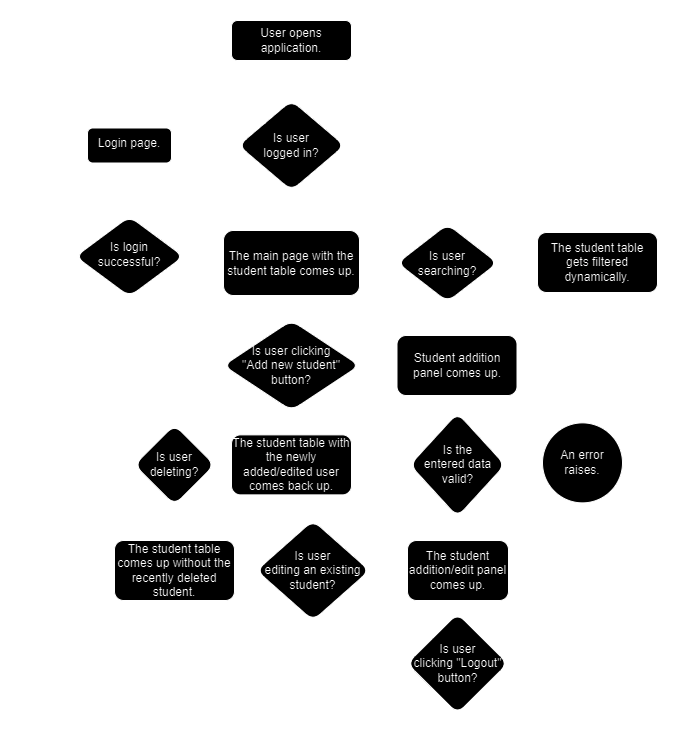 User opens
application.
Login page.
Is user
logged in?
Is login
successful?
The main page with the
student table comes up.
Is user
searching?
The student table
gets filtered
dynamically.
Is user clicking
"Add new student"
button?
Student addition
panel comes up.
Is user
deleting?
The student table with
the newly
added/edited user
comes back up.
Is the
entered data
valid?
An error
raises.
The student table
comes up without the
recently deleted
student.
Is user
editing an existing
student?
The student
addition/edit panel
comes up.
Is user
clicking "Logout"
button?